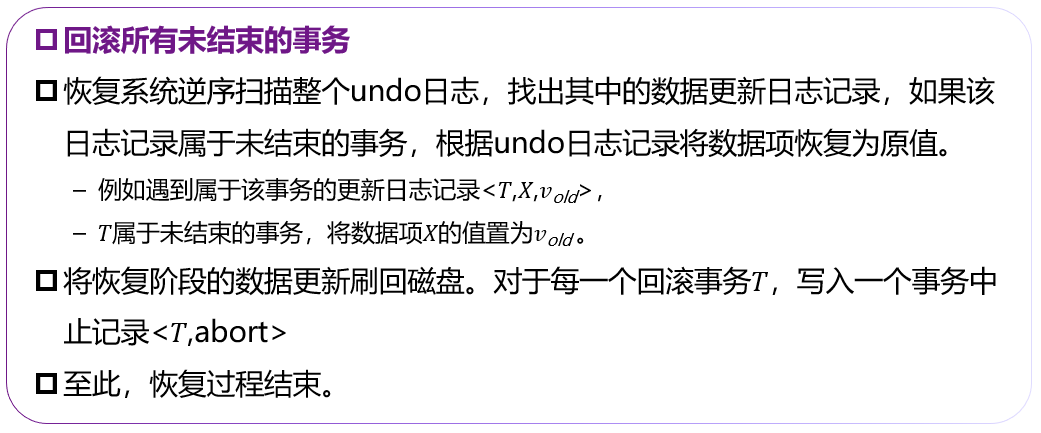 回滚所有未结束的事务
恢复系统逆序扫描整个undo日志，找出其中的数据更新日志记录，如果该
日志记录属于未结束的事务，根据undo日志记录将数据项恢复为原值。
– 例如遇到属于该事务的更新日志记录<T,X,v_old>，
– T属于未结束的事务，将数据项X的值置为v_old。
将恢复阶段的数据更新刷回磁盘。对于每一个回滚事务T，写入一个事务中
止记录<T,abort>
至此，恢复过程结束。